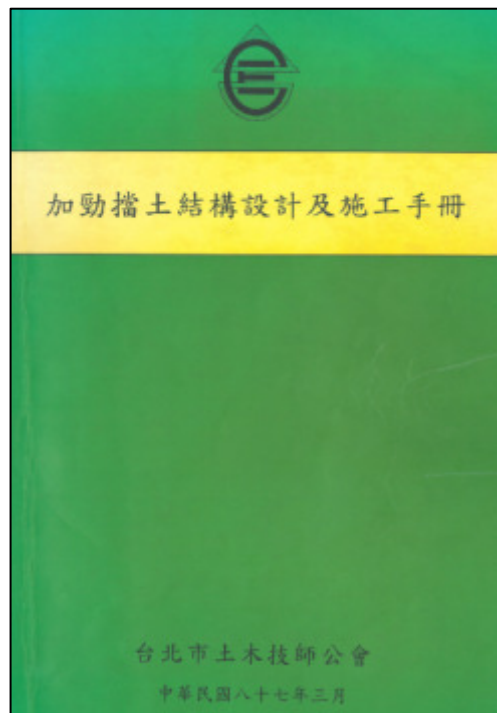 加勁擋土結構設計及施工手冊
台北市土木技師公會
中華民國八十七年三月